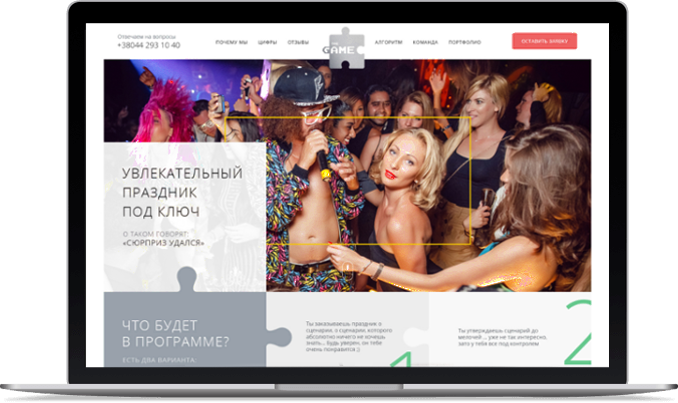 Отвечаем на вопросы
+38044 293 10 40
ПОЧЕМУ МЫ
ЦИФРЫ
ОТЗЫВЫ
GAME
АЛГОРИТМ
КОМАНДА
ПОРТФОЛИО
ОСТАВИТЬ ЗАЯВКУ
УВЛЕКАТЕЛЬНЫЙ
ПРАЗДНИК
ПОД КЛЮЧ
О ТАКОМ ГОВОРЯТ:
«СЮРПРИЗ УДАЛСЯ»
ЧТО БУДЕТ
В ПРОГРАММЕ?
ЕСТЬ ДВА ВАРИАНТА:
Ты заказываешь праздник о
сценарии, о сценарии, которого
абсолютно ничего не хочешь
знать... будь уверен, он тебе
очень понравится :)
1
Ты утверждаешь сценарий до
мелочей ... уже не так интересно,
зато у тебя все под контролем
2